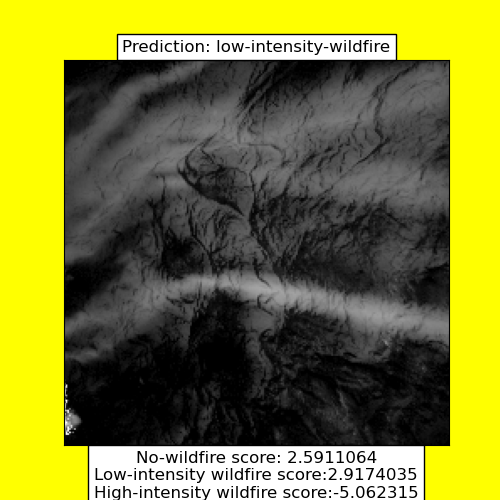 Prediction: low-intensity-wildfire
No-wildfire score: 2.5911064
Low-intensity wildfire score:2.9174035
High-intensity wildfire score:-5.062315